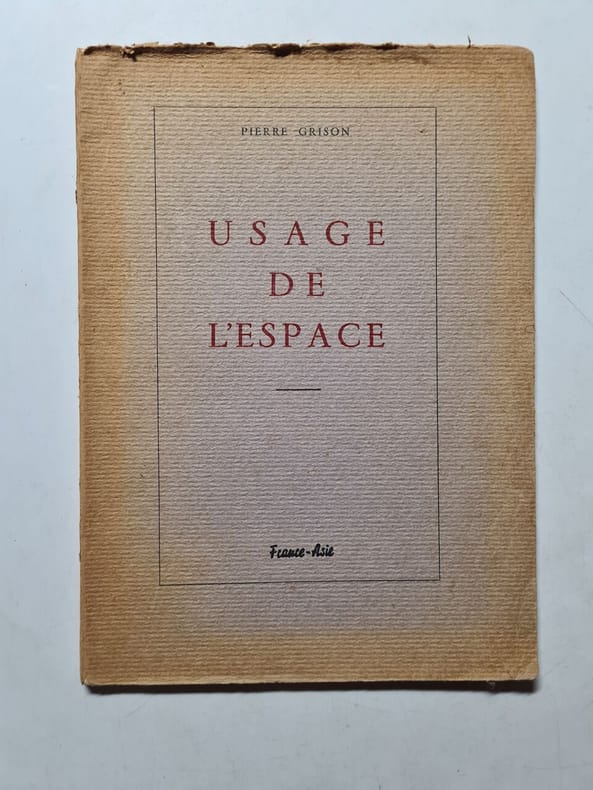 PIERRE GRISON
USAGE
DE
L'ESPACE
France-Asie